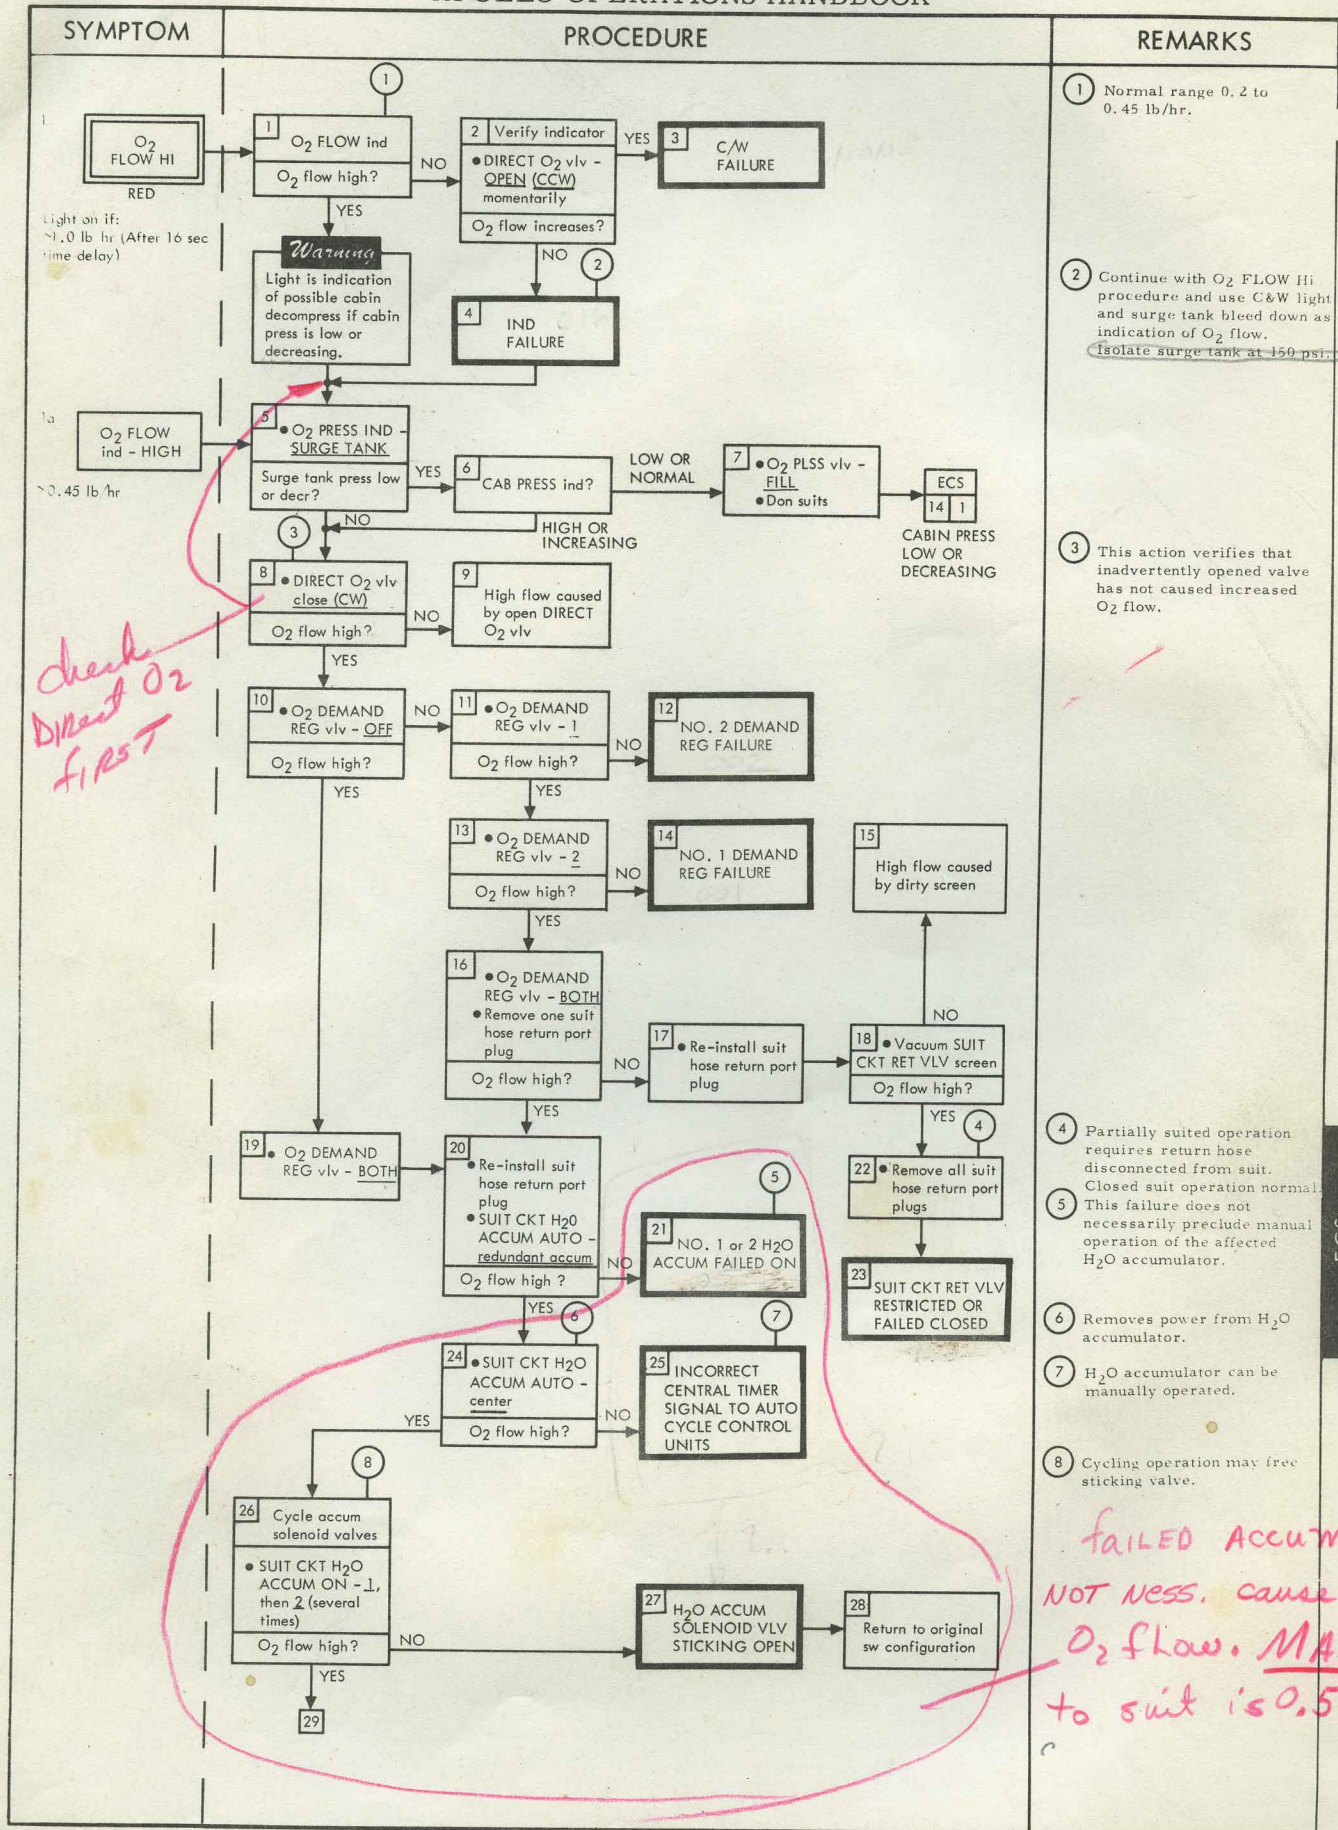 SYMPTOM
PROCEDURE
REMARKS
O2
FLOW HI
RED
Light on if:
>1.0 lb hr (After 16 sec
time delay)
1
1
O2 FLOW ind
O2 flow high?
NO
YES
2 Verify indicator
• DIRECT O2 vlv -
OPEN (CCW)
momentarily
O2 flow increases?
YES
NO
3
C/W
FAILURE
Warning
Light is indication
of possible cabin
decompress if cabin
press is low or
decreasing.
2
4
IND
FAILURE
1a
O2 FLOW
ind - HIGH
>0.45 lb/hr
5
• O2 PRESS IND -
SURGE TANK
Surge tank press low
or decr?
YES
NO
6
CAB PRESS ind?
LOW OR
NORMAL
HIGH OR
INCREASING
7
• O2 PLSS vlv -
FILL
• Don suits
ECS
14 1
CABIN PRESS
LOW OR
DECREASING
3
8
• DIRECT O2 vlv
close (CW)
O2 flow high?
NO
YES
9
High flow caused
by open DIRECT
O2 vlv
check
DIRect O2
fIRST
10
• O2 DEMAND
REG vlv - OFF
O2 flow high?
NO
YES
11
• O2 DEMAND
REG vlv - 1
O2 flow high?
NO
YES
12
NO. 2 DEMAND
REG FAILURE
13
• O2 DEMAND
REG vlv - 2
O2 flow high?
NO
YES
14
NO. 1 DEMAND
REG FAILURE
15
High flow caused
by dirty screen
16
• O2 DEMAND
REG vlv - BOTH
• Remove one suit
hose return port
plug
O2 flow high?
NO
YES
17
• Re-install suit
hose return port
plug
NO
18 • Vacuum SUIT
CKT RET VLV screen
O2 flow high?
YES
4
19
• O2 DEMAND
REG vlv - BOTH
20
• Re-install suit
hose return port
plug
• SUIT CKT H2O
ACCUM AUTO -
redundant accum
O2 flow high ?
NO
YES
5
21
NO. 1 or 2 H2O
ACCUM FAILED ON
22 • Remove all suit
hose return port
plugs
23
SUIT CKT RET VLV
RESTRICTED OR
FAILED CLOSED
6
24 • SUIT CKT H2O
ACCUM AUTO -
center
O2 flow high?
YES
NO
7
25 INCORRECT
CENTRAL TIMER
SIGNAL TO AUTO
CYCLE CONTROL
UNITS
8
26
Cycle accum
solenoid valves
• SUIT CKT H2O
ACCUM ON - 1,
then 2 (several
times)
O2 flow high?
NO
YES
27
H2O ACCUM
SOLENOID VLV
STICKING OPEN
28
Return to original
sw configuration
29
1 Normal range 0.2 to
0.45 lb/hr.
2 Continue with O2 FLOW Hi
procedure and use C&W light
and surge tank bleed down as
indication of O2 flow.
Isolate surge tank at 150 psi.
3 This action verifies that
inadvertently opened valve
has not caused increased
O2 flow.
4 Partially suited operation
requires return hose
disconnected from suit.
Closed suit operation normal.
5 This failure does not
necessarily preclude manual
operation of the affected
H2O accumulator.
6 Removes power from H2O
accumulator.
7 H2O accumulator can be
manually operated.
8 Cycling operation may free
sticking valve.
faILED ACCUM
NOT NESS. cause
O2 fLow. MA
to suit is 0.5